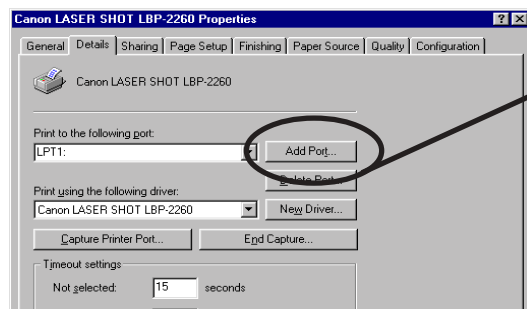 Canon LASER SHOT LBP-2260 Properties
General Details Sharing Page Setup Finishing Paper Source Quality Configuration
Canon LASER SHOT LBP-2260
Print to the following port:
LPT1: Add Port...
Delete Port...
Print using the following driver:
Canon LASER SHOT LBP-2260 New Driver...
Capture Printer Port... End Capture...
Timeout settings
Not selected: 15 seconds